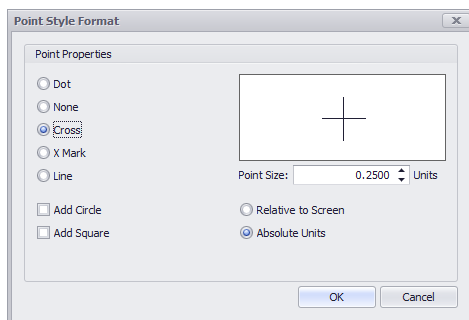 Point Style Format
Point Properties
Dot
None
Cross
X Mark
Line
Point Size: 0.2500 Units
Add Circle
Relative to Screen
Add Square
Absolute Units
OK
Cancel